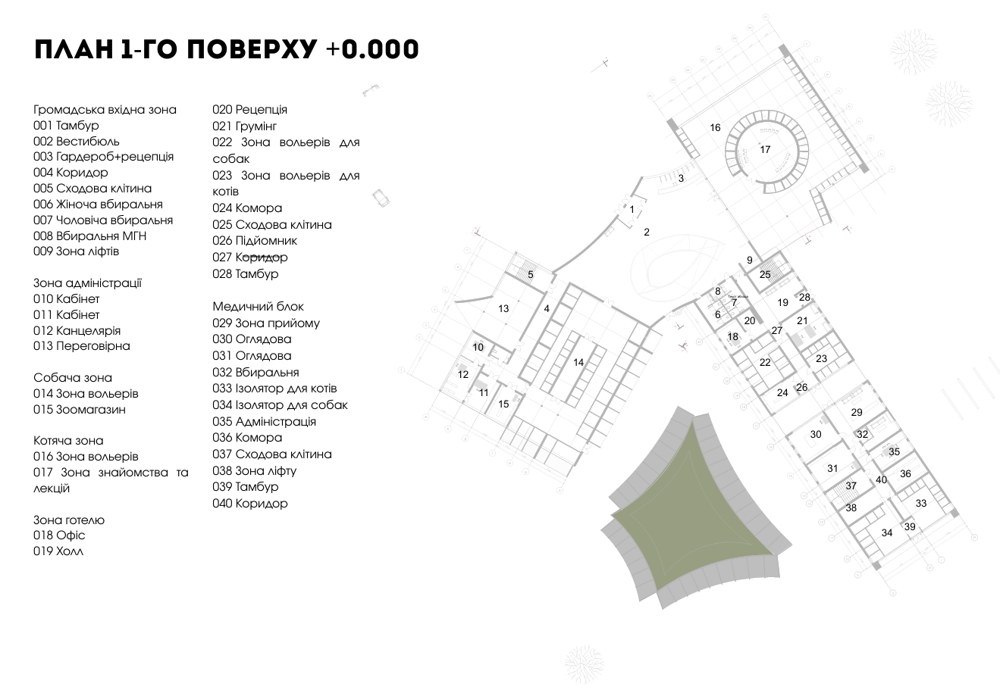 ПЛАН 1-ГО ПОВЕРХУ +0.000
Громадська вхідна зона
001 Тамбур
002 Вестибюль
003 Гардероб+рецепція
004 Коридор
005 Сходова клітина
006 Жіноча вбиральня
007 Чоловіча вбиральня
008 Вбиральня МГН
009 Зона ліфтів
Зона адміністрації
010 Кабінет
011 Кабінет
012 Канцелярія
013 Переговірна
Собача зона
014 Зона вольєрів
015 Зоомагазин
Котяча зона
016 Зона вольєрів
017 Зона знайомства та
лекцій
Зона готелю
018 Офіс
019 Холл
020 Рецепція
021 Грумінг
022 Зона вольєрів для
собак
023 Зона вольєрів для
котів
024 Комора
025 Сходова клітина
026 Підйомник
027 Коридор
028 Тамбур
Медичний блок
029 Зона прийому
030 Оглядова
031 Оглядова
032 Вбиральня
033 Ізолятор для котів
034 Ізолятор для собак
035 Адміністрація
036 Комора
037 Сходова клітина
038 Зона ліфту
039 Тамбур
040 Коридор
16
17
3
1
2
9
5
25
8
7
28
13
4
19
6
20
21
27
18
10
14
22
23
12
11
26
24
15
29
30
32
35
31
36
40
37
33
38
39
34